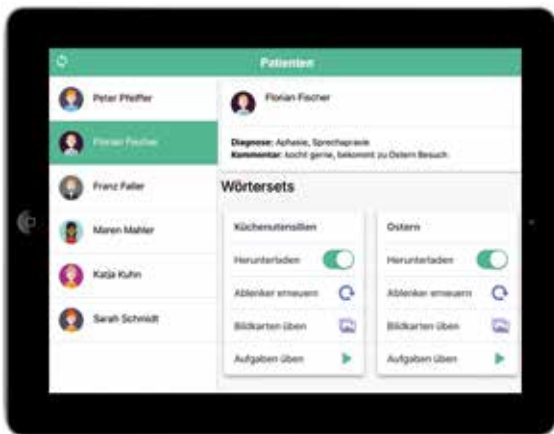 Patienten
Peter Pfeiffer
Florian Fischer
Franz Faller
Maren Mahler
Katja Kuhn
Sarah Schmidt
Florian Fischer
Diagnose: Aphasie, Sprechapraxie
Kommentar: kocht gerne, bekommt zu Ostern Besuch
Wörtersets
Küchenutensilien
Herunterladen
Ablenker erneuern
Bildkarten üben
Aufgaben üben
Ostern
Herunterladen
Ablenker erneuern
Bildkarten üben
Aufgaben üben